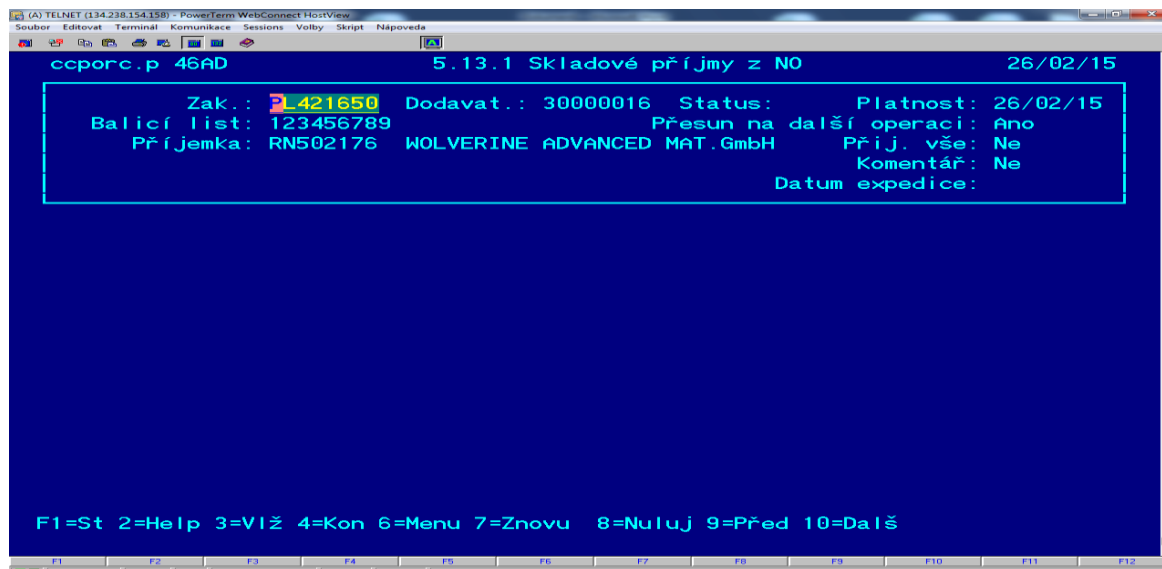 (A) TELNET (134.238.154.158) - PowerTerm WebConnect HostView
Soubor Editovat Terminál Komunikace Sessions Volby Skript Nápoveda
ccporc.p 46AD 5.13.1 Skladové příjmy z NO 26/02/15
Zak.: PL421650 Dodavat.: 30000016 Status: Platnost: 26/02/15
Balicí list: 123456789 Přesun na další operaci: Ano
Příjemka: RN502176 WOLVERINE ADVANCED MAT.GmbH Přij. vše: Ne
Komentář: Ne
Datum expedice:
F1=St 2=Help 3=Vlž 4=Kon 6=Menu 7=Znovu 8=Nuluj 9=Před 10=Dalš
F1 F2 F3 F4 F5 F6 F7 F8 F9 F10 F11 F12